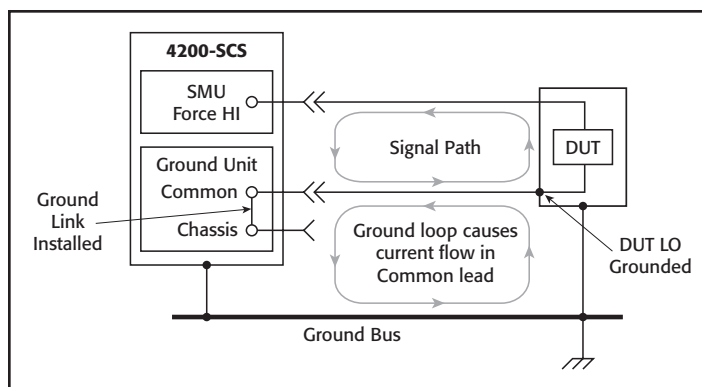 4200-SCS
SMU
Force HI
Ground Unit
Common
Chassis
Ground
Link
Installed
Signal Path
DUT
Ground loop causes
current flow in
Common lead
DUT LO
Grounded
Ground Bus